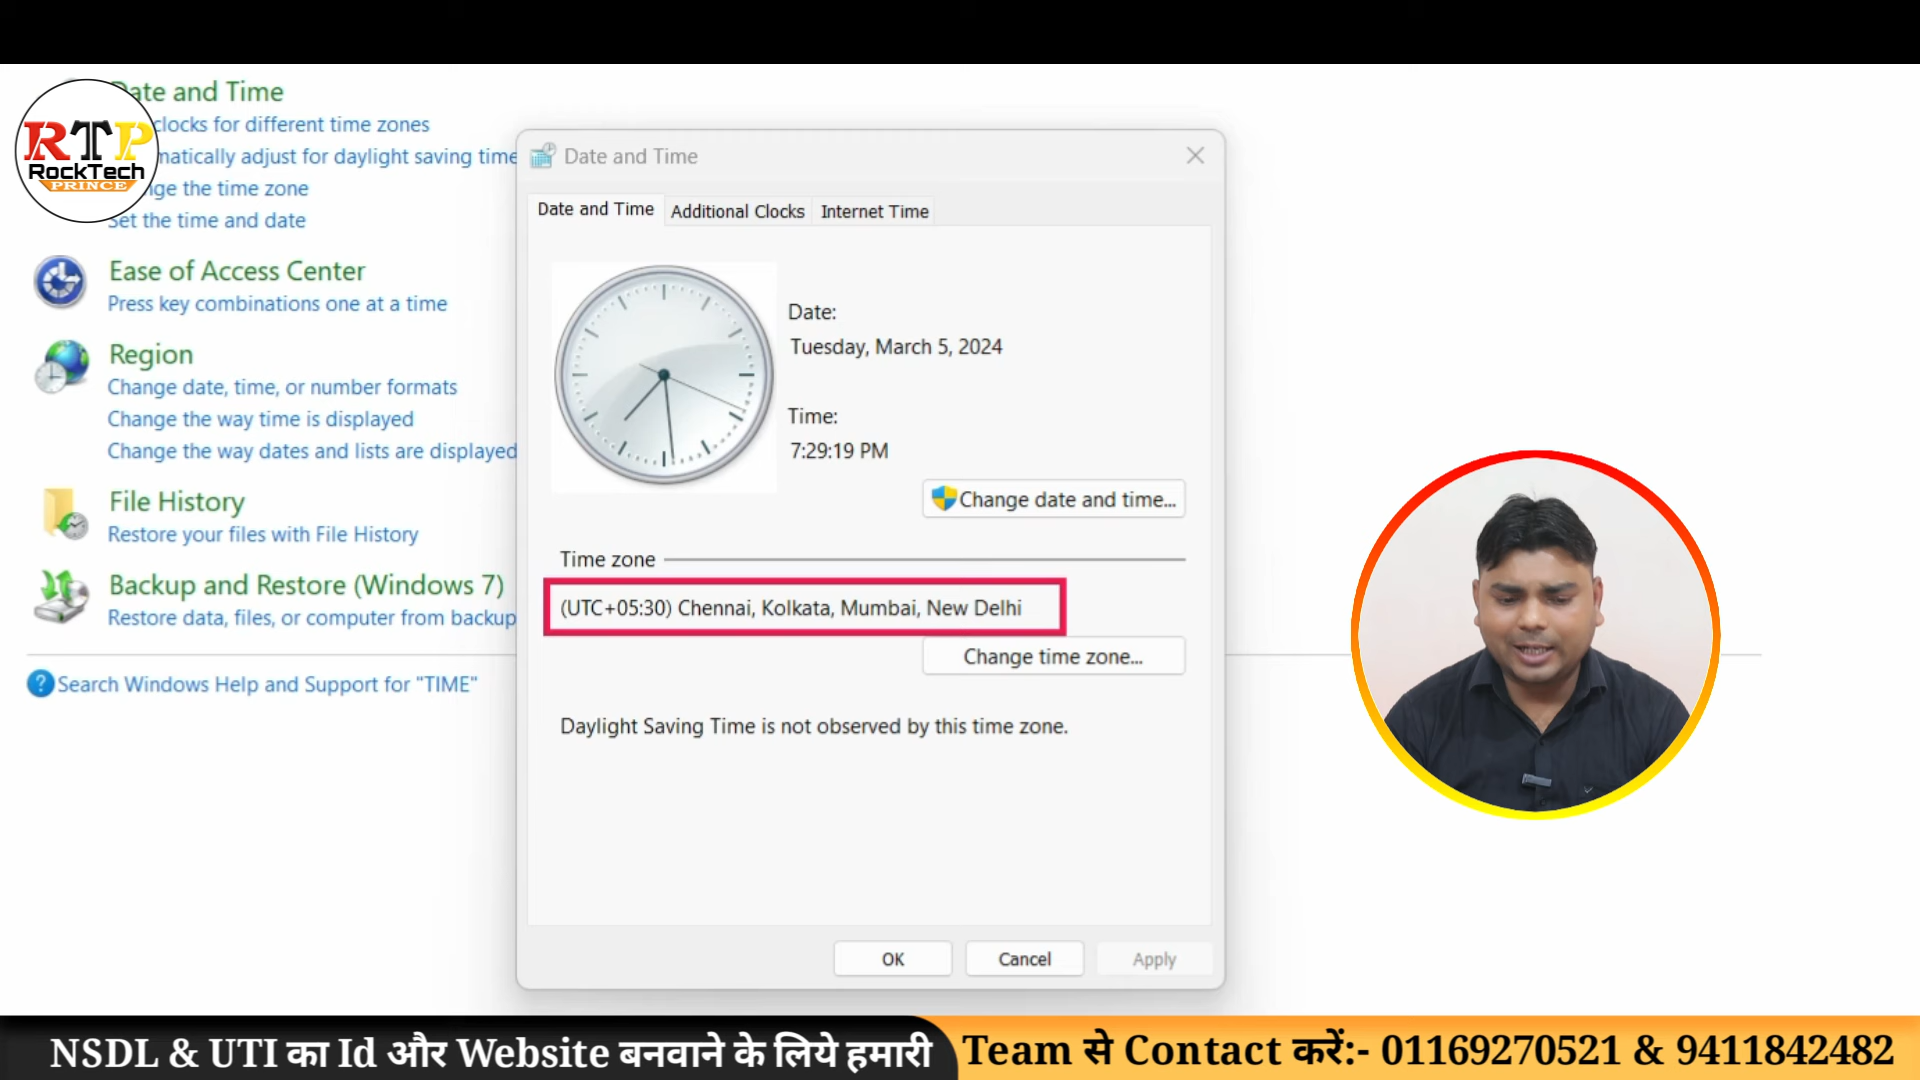 Date and Time
clocks for different time zones
matically adjust for daylight saving time
nge the time zone
Set the time and date
RTP
RockTech
PRINCE
Ease of Access Center
Press key combinations one at a time
Region
Change date, time, or number formats
Change the way time is displayed
Change the way dates and lists are displayed
File History
Restore your files with File History
Backup and Restore (Windows 7)
Restore data, files, or computer from backup
Search Windows Help and Support for "TIME"
Date and Time
Date and Time Additional Clocks Internet Time
Date:
Tuesday, March 5, 2024
Time:
7:29:19 PM
Change date and time...
Time zone
(UTC+05:30) Chennai, Kolkata, Mumbai, New Delhi
Change time zone...
Daylight Saving Time is not observed by this time zone.
OK Cancel Apply
NSDL & UTI का Id और Website बनवाने के लिये हमारी Team से Contact करें:- 01169270521 & 9411842482